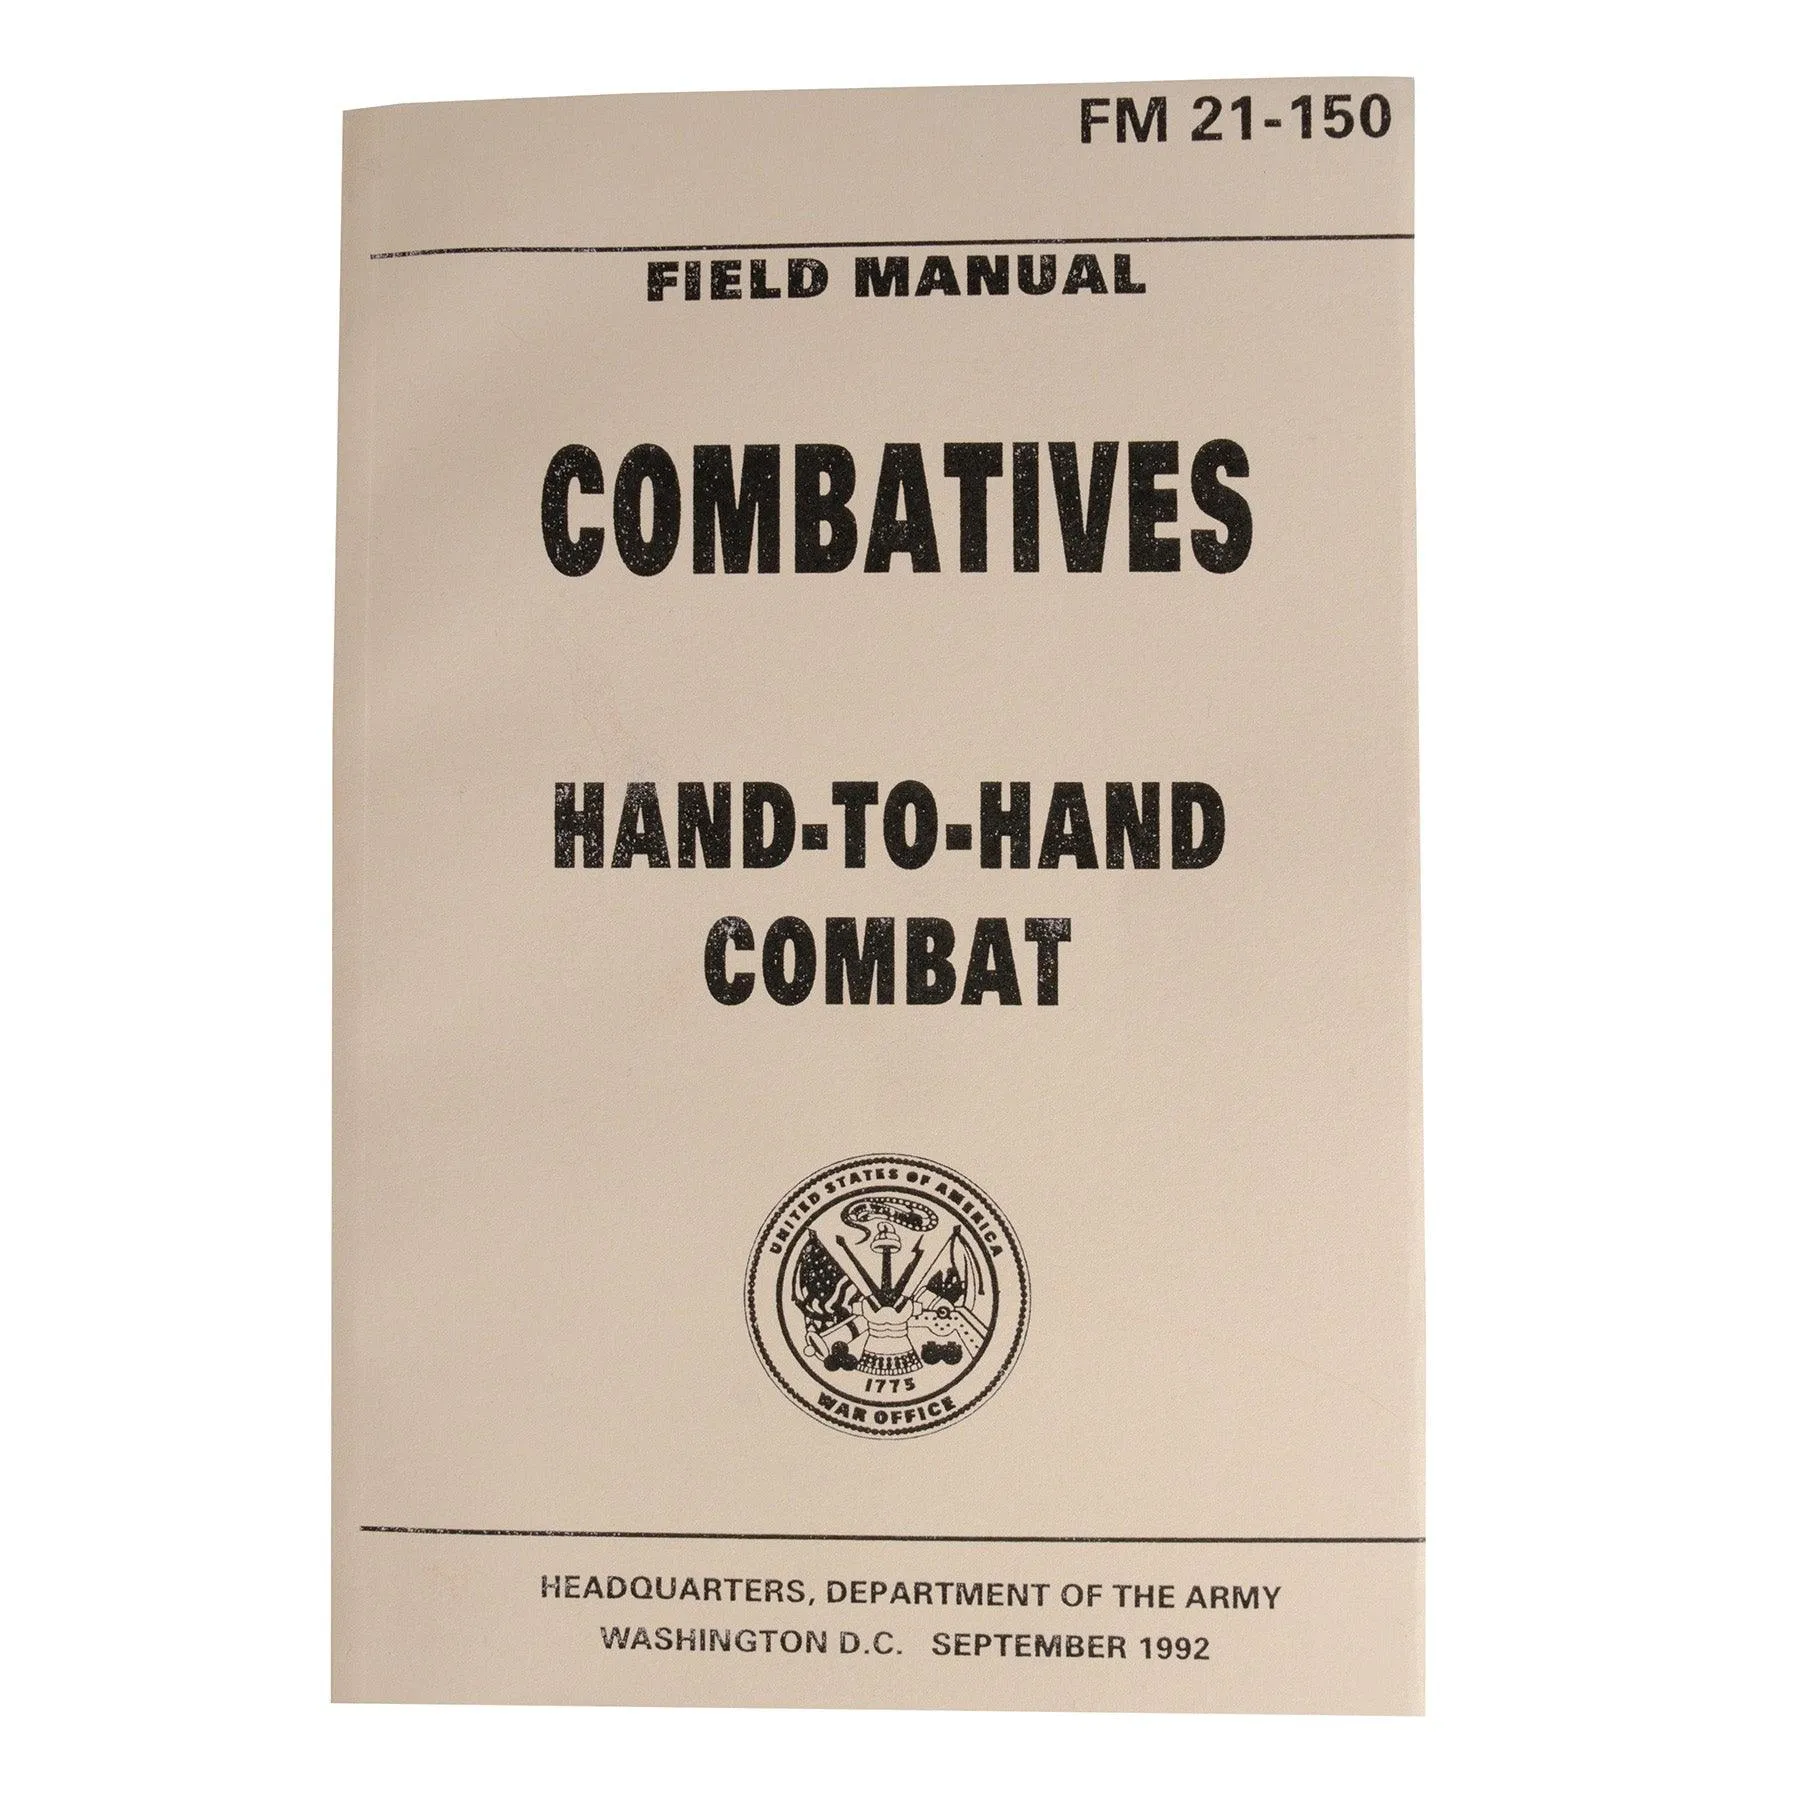 FM 21-150
FIELD MANUAL
COMBATIVES
HAND-TO-HAND
COMBAT
UNITED STATES OF AMERICA
1775
WAR OFFICE
HEADQUARTERS, DEPARTMENT OF THE ARMY
WASHINGTON D.C. SEPTEMBER 1992